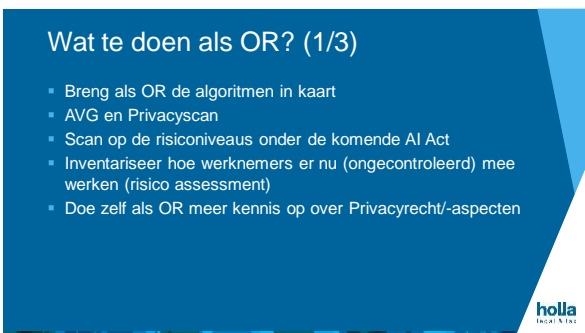 Wat te doen als OR? (1/3)
▪ Breng als OR de algoritmen in kaart
▪ AVG en Privacyscan
▪ Scan op de risiconiveaus onder de komende AI Act
▪ Inventariseer hoe werknemers er nu (ongecontroleerd) mee
werken (risico assessment)
▪ Doe zelf als OR meer kennis op over Privacyrecht/-aspecten
holla
legal & tax